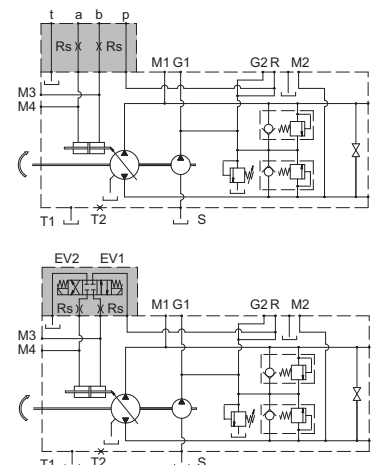 t a b p
Rs Rs
M1 G1 G2 R M2
M3
M4
T1 T2 S
EV2 EV1
Rs Rs
M1 G1 G2 R M2
M3
M4
T1 T2 S